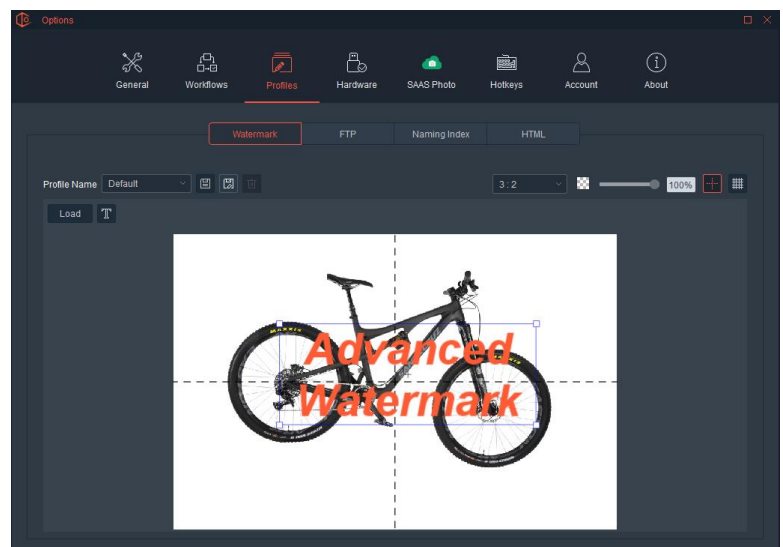 Options
General Workflows Profiles Hardware SAAS Photo Hotkeys Account About
Watermark FTP Naming Index HTML
Profile Name Default 3 : 2 100%
Load T
MAXXIS
Advanced
Watermark